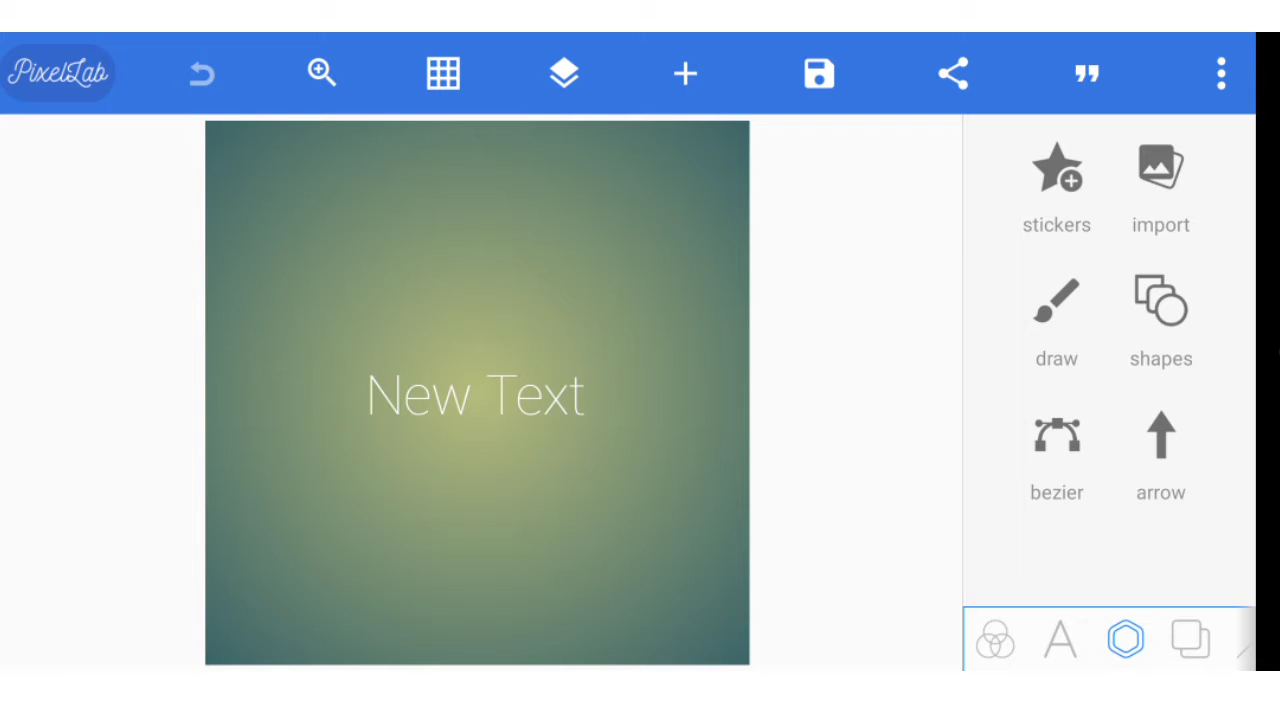 PixelLab
stickers import
draw shapes
New Text
bezier arrow